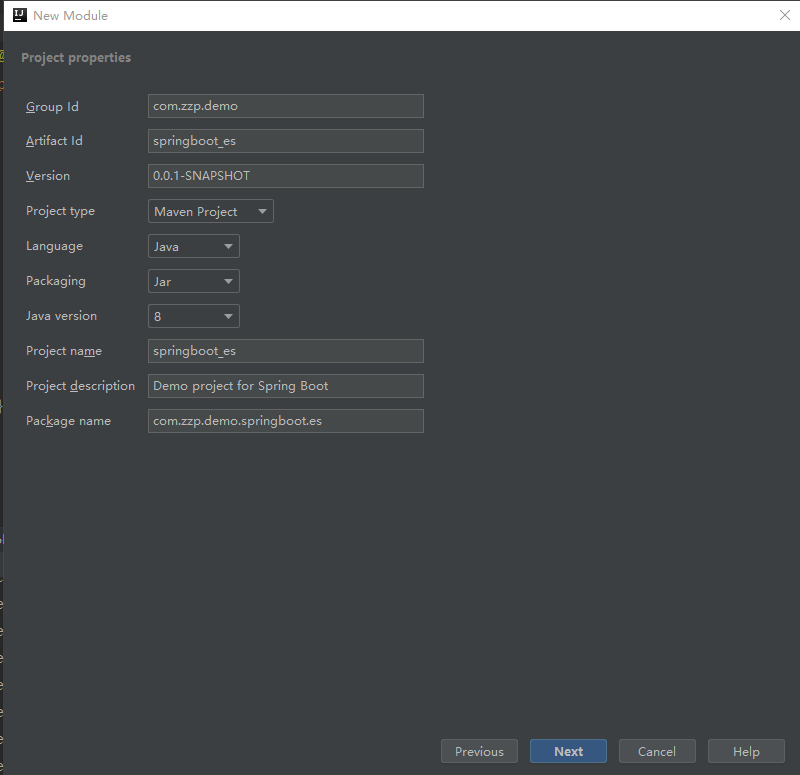 New Module
Project properties
Group Id com.zzp.demo
Artifact Id springboot_es
Version 0.0.1-SNAPSHOT
Project type Maven Project
Language Java
Packaging Jar
Java version 8
Project name springboot_es
Project description Demo project for Spring Boot
Package name com.zzp.demo.springboot.es
Previous Next Cancel Help